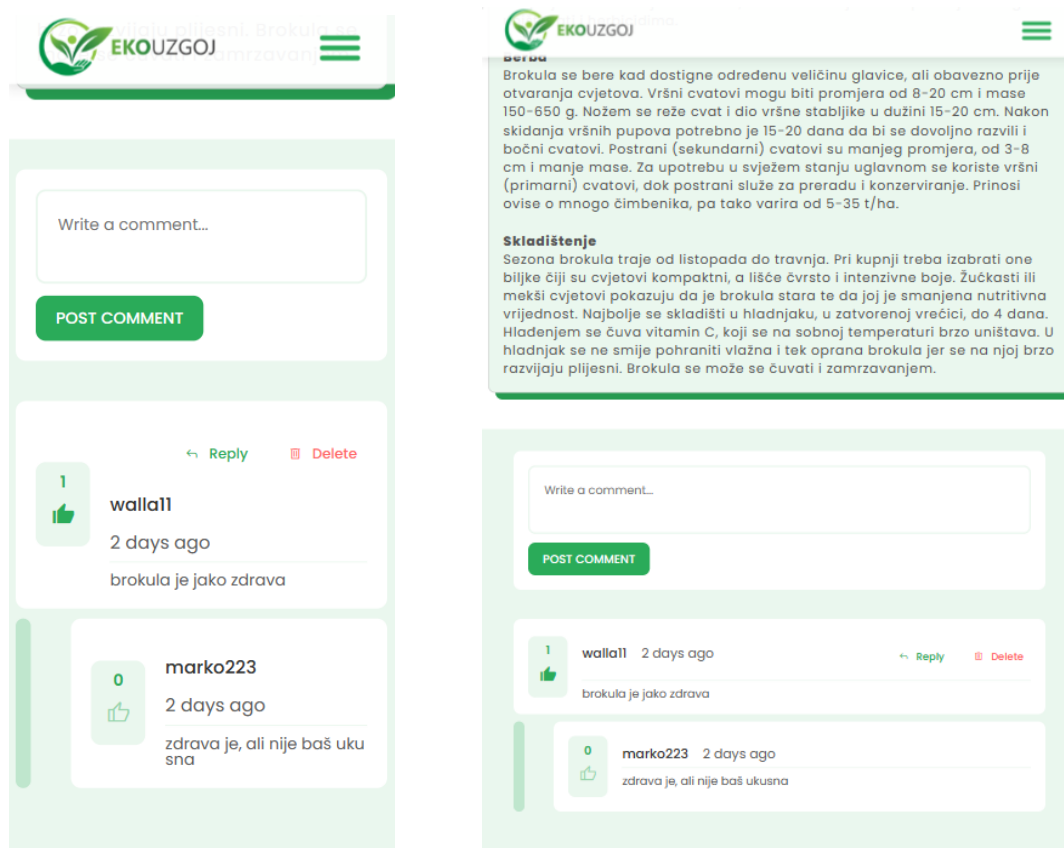 EKOUZGOJ
Write a comment...
POST COMMENT
Reply
Delete
1
walla11
2 days ago
brokula je jako zdrava
0
marko223
2 days ago
zdrava je, ali nije baš uku
sna
EKOUZGOJ
Berba
Brokula se bere kad dostigne određenu veličinu glavice, ali obavezno prije
otvaranja cvjetova. Vršni cvatovi mogu biti promjera od 8-20 cm i mase
150-650 g. Nožem se reže cvat i dio vršne stabljike u dužini 15-20 cm. Nakon
skidanja vršnih pupova potrebno je 15-20 dana da bi se dovoljno razvili i
bočni cvatovi. Postrani (sekundarni) cvatovi su manjeg promjera, od 3-8
cm i manje mase. Za upotrebu u svježem stanju uglavnom se koriste vršni
(primarni) cvatovi, dok postrani služe za preradu i konzerviranje. Prinosi
ovise o mnogo čimbenika, pa tako varira od 5-35 t/ha.
Skladištenje
Sezona brokula traje od listopada do travnja. Pri kupnji treba izabrati one
biljke čiji su cvjetovi kompaktni, a lišće čvrsto i intenzivne boje. Žućkasti ili
mekši cvjetovi pokazuju da je brokula stara te da joj je smanjena nutritivna
vrijednost. Najbolje se skladišti u hladnjaku, u zatvorenoj vrećici, do 4 dana.
Hlađenjem se čuva vitamin C, koji se na sobnoj temperaturi brzo uništava. U
hladnjak se ne smije pohraniti vlažna i tek oprana brokula jer se na njoj brzo
razvijaju plijesni. Brokula se može se čuvati i zamrzavanjem.
Write a comment...
POST COMMENT
1
walla11 2 days ago
Reply
Delete
brokula je jako zdrava
0
marko223 2 days ago
zdrava je, ali nije baš ukusna